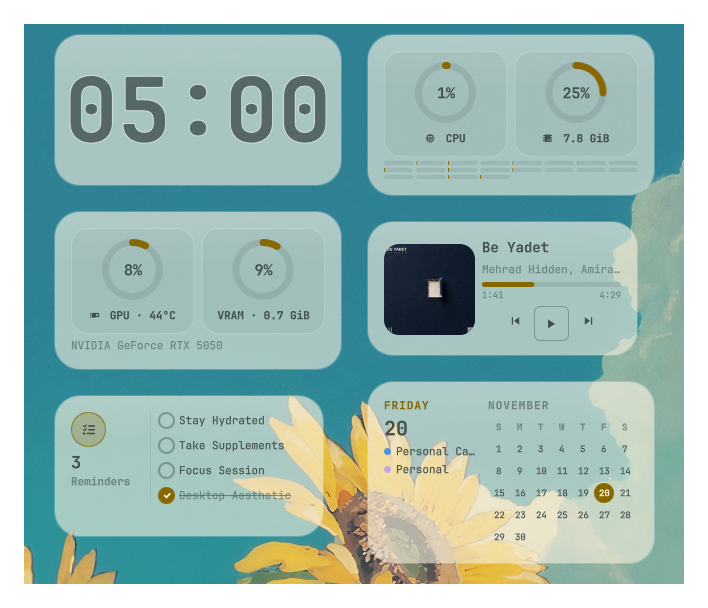 05:00
1%
CPU
25%
7.8 GiB
8%
GPU · 44°C
9%
VRAM · 0.7 GiB
NVIDIA GeForce RTX 5050
BE YADET
Be Yadet
Mehrad Hidden, Amira…
1:41 4:29
3
Reminders
Stay Hydrated
Take Supplements
Focus Session
Desktop Aesthetic
FRIDAY
20
Personal Ca…
Personal
NOVEMBER
S M T W T F S
1 2 3 4 5 6 7
8 9 10 11 12 13 14
15 16 17 18 19 20 21
22 23 24 25 26 27 28
29 30